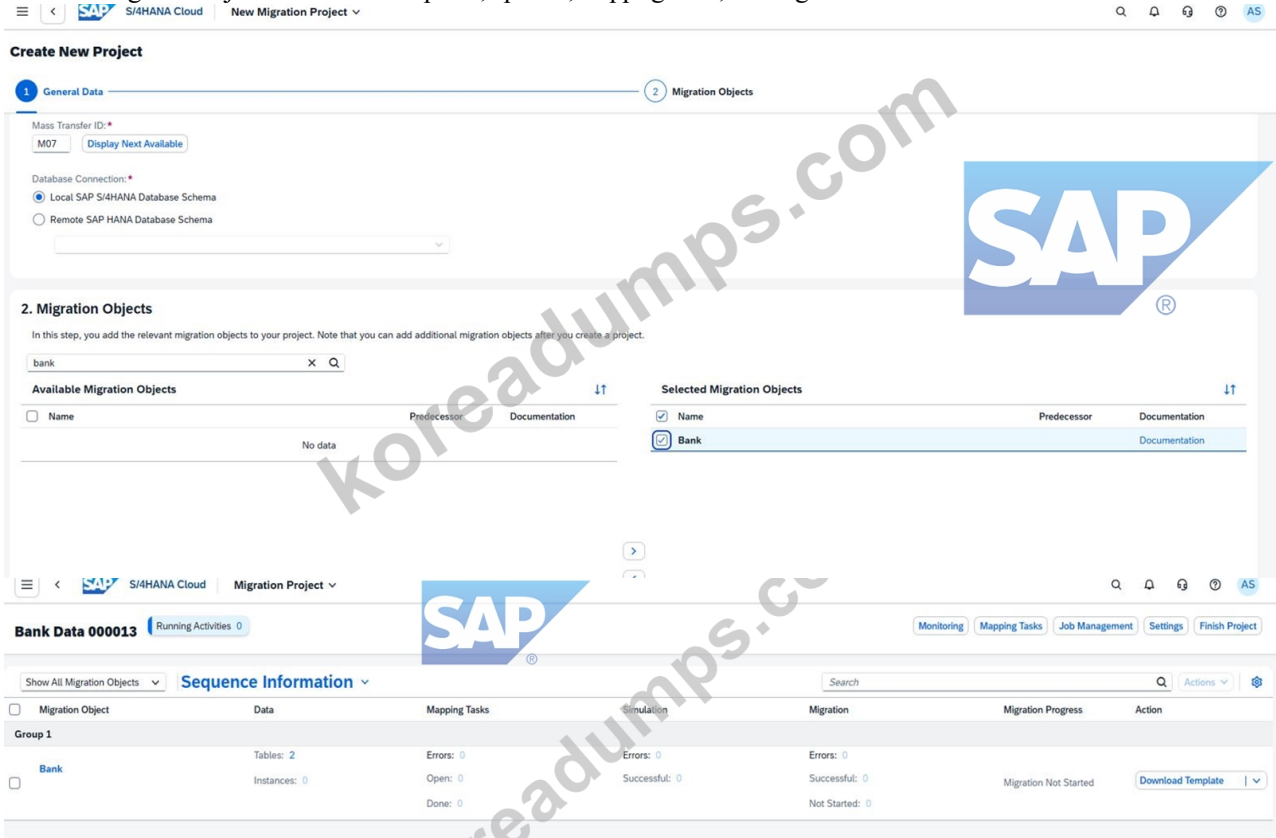 SAP S/4HANA Cloud New Migration Project AS
Create New Project
1 General Data 2 Migration Objects
Mass Transfer ID:*
M07 Display Next Available
Database Connection:*
Local SAP S/4HANA Database Schema
Remote SAP HANA Database Schema
SAP
®
2. Migration Objects
In this step, you add the relevant migration objects to your project. Note that you can add additional migration objects after you create a project.
bank
Available Migration Objects Selected Migration Objects
Name Predecessor Documentation Name Predecessor Documentation
No data Bank Documentation
koreadumps.com
SAP S/4HANA Cloud Migration Project AS
SAP
®
Bank Data 000013 Running Activities 0 Monitoring Mapping Tasks Job Management Settings Finish Project
Show All Migration Objects Sequence Information Search Actions
Migration Object Data Mapping Tasks Simulation Migration Migration Progress Action
Group 1
Bank Tables: 2 Errors: 0 Errors: 0 Errors: 0
Instances: 0 Open: 0 Successful: 0 Successful: 0 Migration Not Started Download Template
Done: 0 Not Started: 0